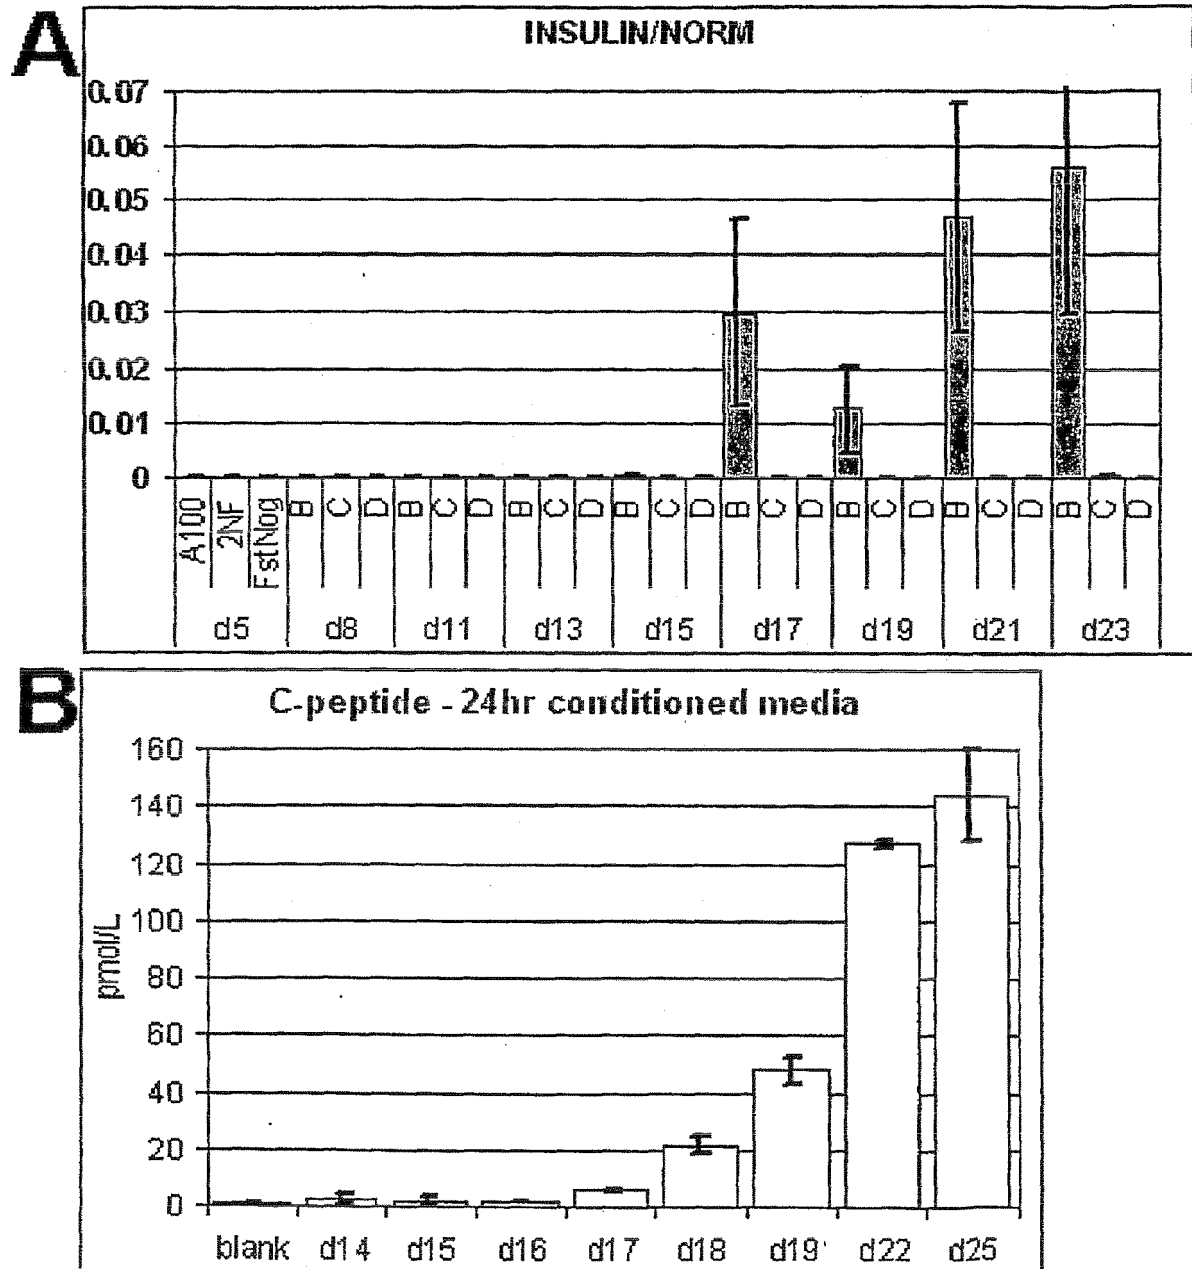 A
INSULIN/NORM
0.07
0.06
0.05
0.04
0.03
0.02
0.01
0
A100 2NF FstNog B C D B C D B C D B C D B C D B C D B C D B C D
d5 d8 d11 d13 d15 d17 d19 d21 d23
B
C-peptide - 24hr conditioned media
160
140
120
100
80
60
40
20
0
pmol/L
blank d14 d15 d16 d17 d18 d19 d22 d25